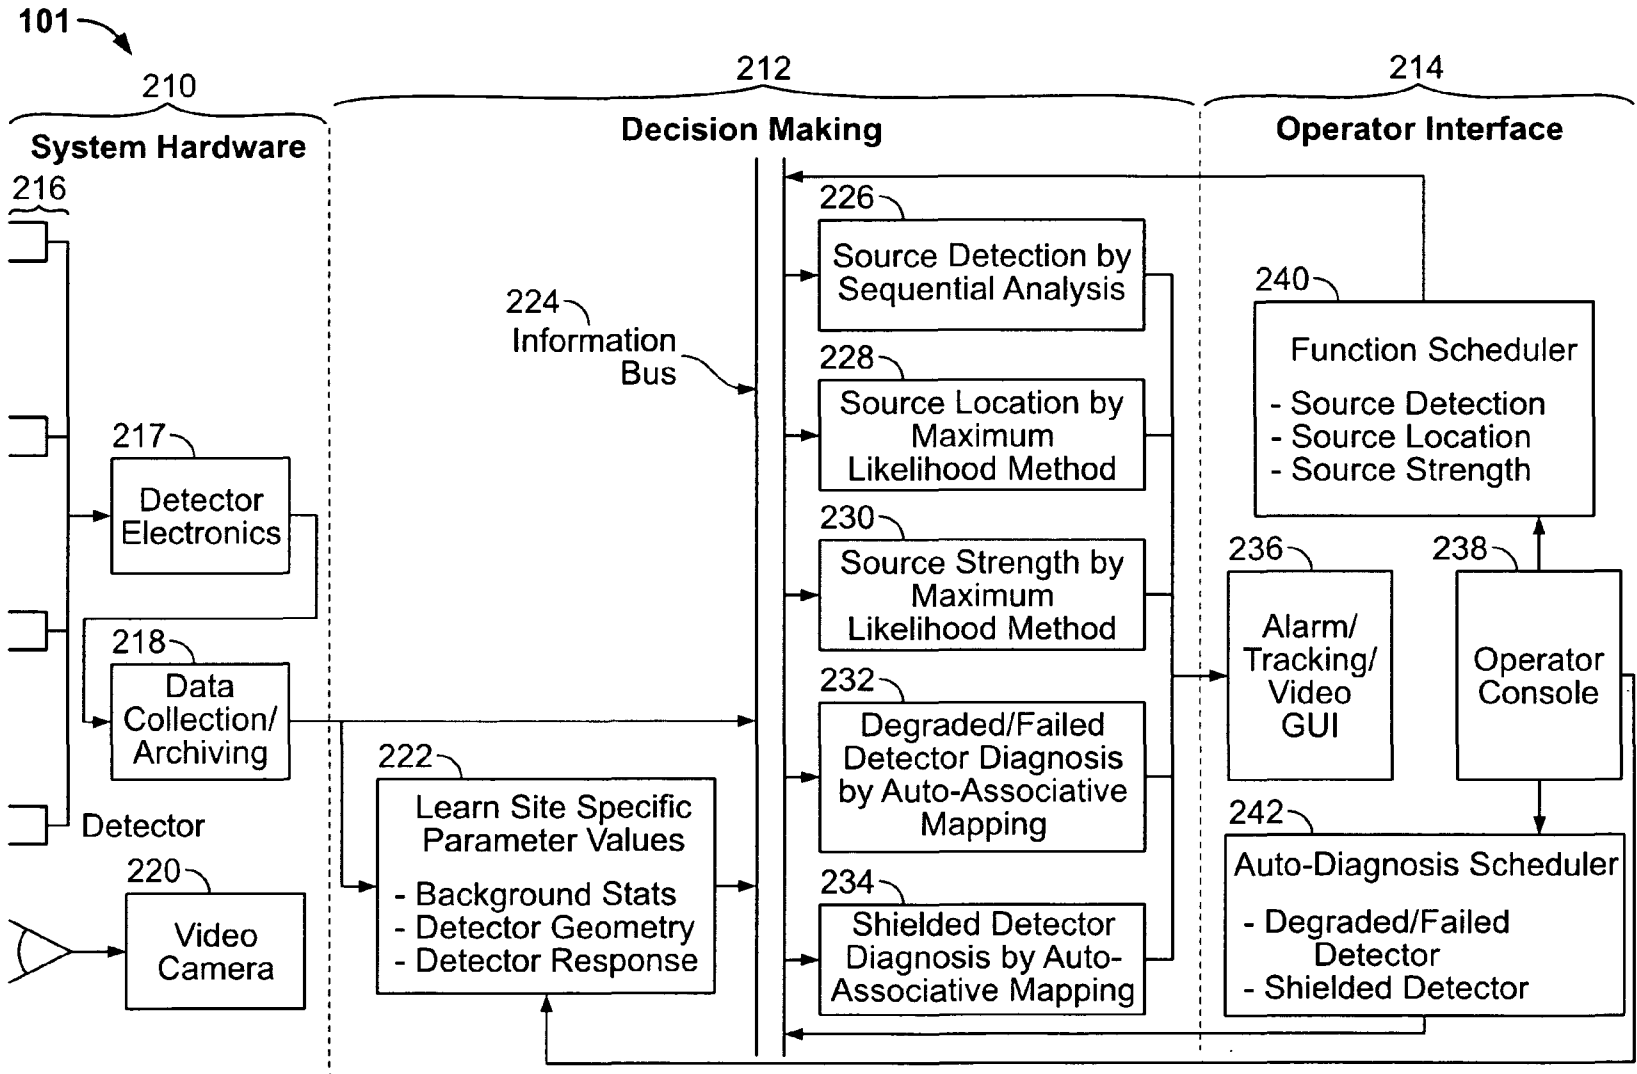 101
210
System Hardware
216
217
Detector
Electronics
218
Data
Collection/
Archiving
Detector
220
Video
Camera
212
Decision Making
224
Information
Bus
222
Learn Site Specific
Parameter Values
- Background Stats
- Detector Geometry
- Detector Response
226
Source Detection by
Sequential Analysis
228
Source Location by
Maximum
Likelihood Method
230
Source Strength by
Maximum
Likelihood Method
232
Degraded/Failed
Detector Diagnosis
by Auto-Associative
Mapping
234
Shielded Detector
Diagnosis by Auto-
Associative Mapping
214
Operator Interface
240
Function Scheduler
- Source Detection
- Source Location
- Source Strength
236
Alarm/
Tracking/
Video
GUI
238
Operator
Console
242
Auto-Diagnosis Scheduler
- Degraded/Failed
Detector
- Shielded Detector